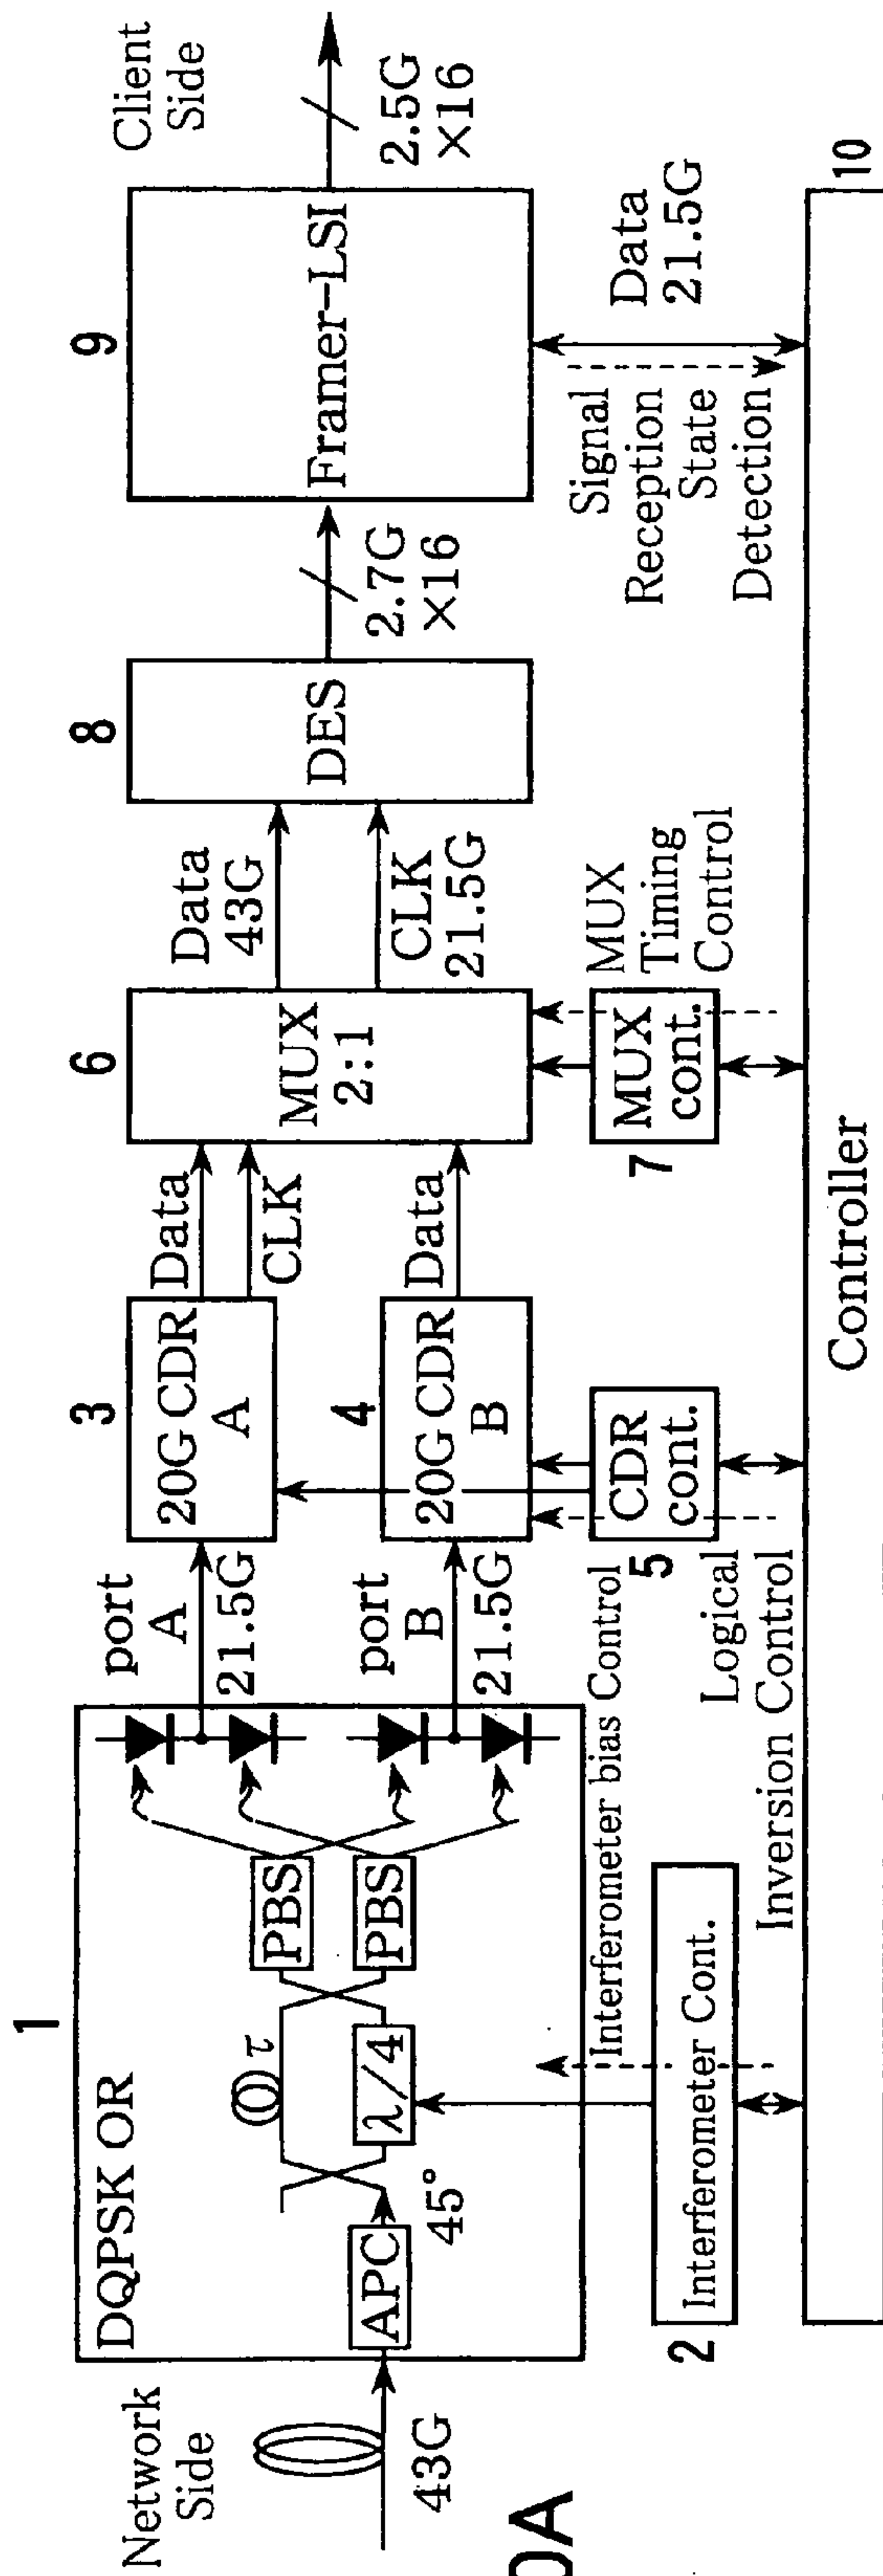 Network
Side
43G
1
DQPSK OR
APC
45°
τ
λ/4
PBS
PBS
port
A
21.5G
port
B
21.5G
2
Interferometer Cont.
Interferometer bias Control
3
20G CDR
A
4
20G CDR
B
5
CDR
cont.
Logical
Inversion Control
Data
CLK
Data
6
MUX
2:1
7
MUX
cont.
MUX
Timing
Control
Data
43G
CLK
21.5G
8
DES
2.7G
×16
9
Framer-LSI
Signal
Reception
State
Detection
Data
21.5G
Client
Side
2.5G
×16
10
Controller
0A